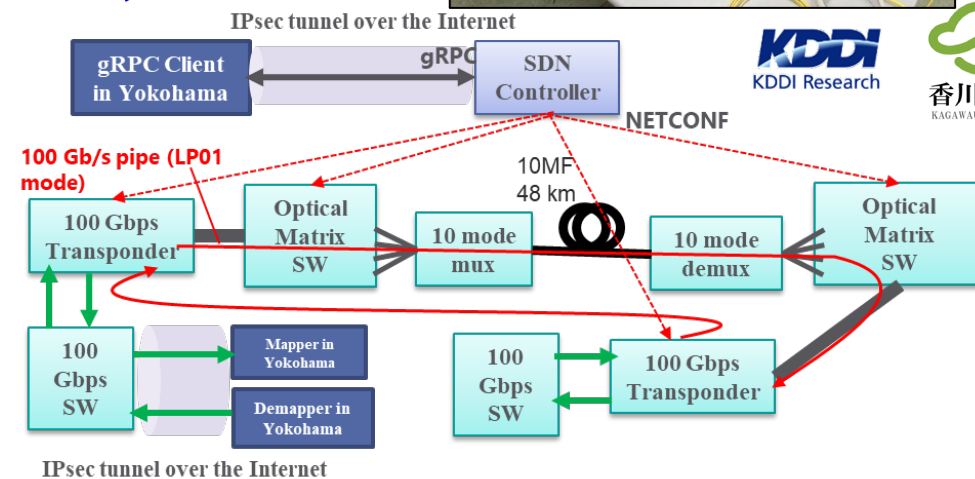 IPsec tunnel over the Internet
gRPC Client
in Yokohama
gRPC
SDN
Controller
KDDI
KDDI Research
香川
NETCONF
100 Gb/s pipe (LP01
mode)
10MF
48 km
100 Gbps
Transponder
Optical
Matrix
SW
10 mode
mux
10 mode
demux
Optical
Matrix
SW
100
Gbps
SW
Mapper in
Yokohama
Demapper in
Yokohama
100
Gbps
SW
100 Gbps
Transponder
IPsec tunnel over the Internet